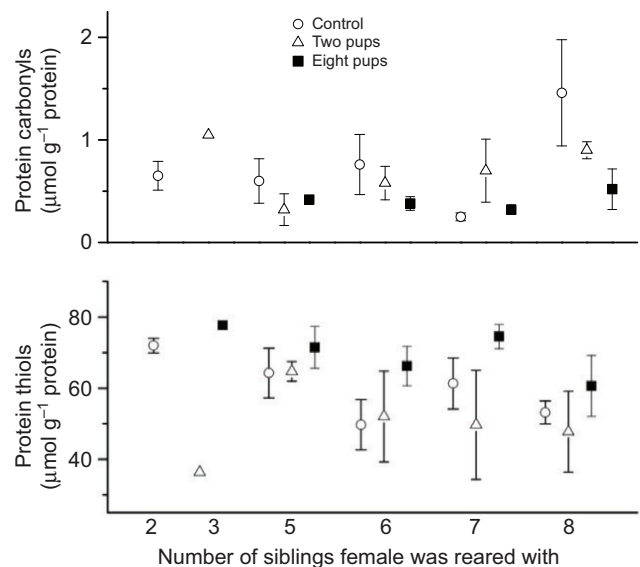 Control
Two pups
Eight pups
Protein carbonyls
(μmol g–1 protein)
2
1
0
Protein thiols
(μmol g–1 protein)
80
60
40
2 3 5 6 7 8
Number of siblings female was reared with